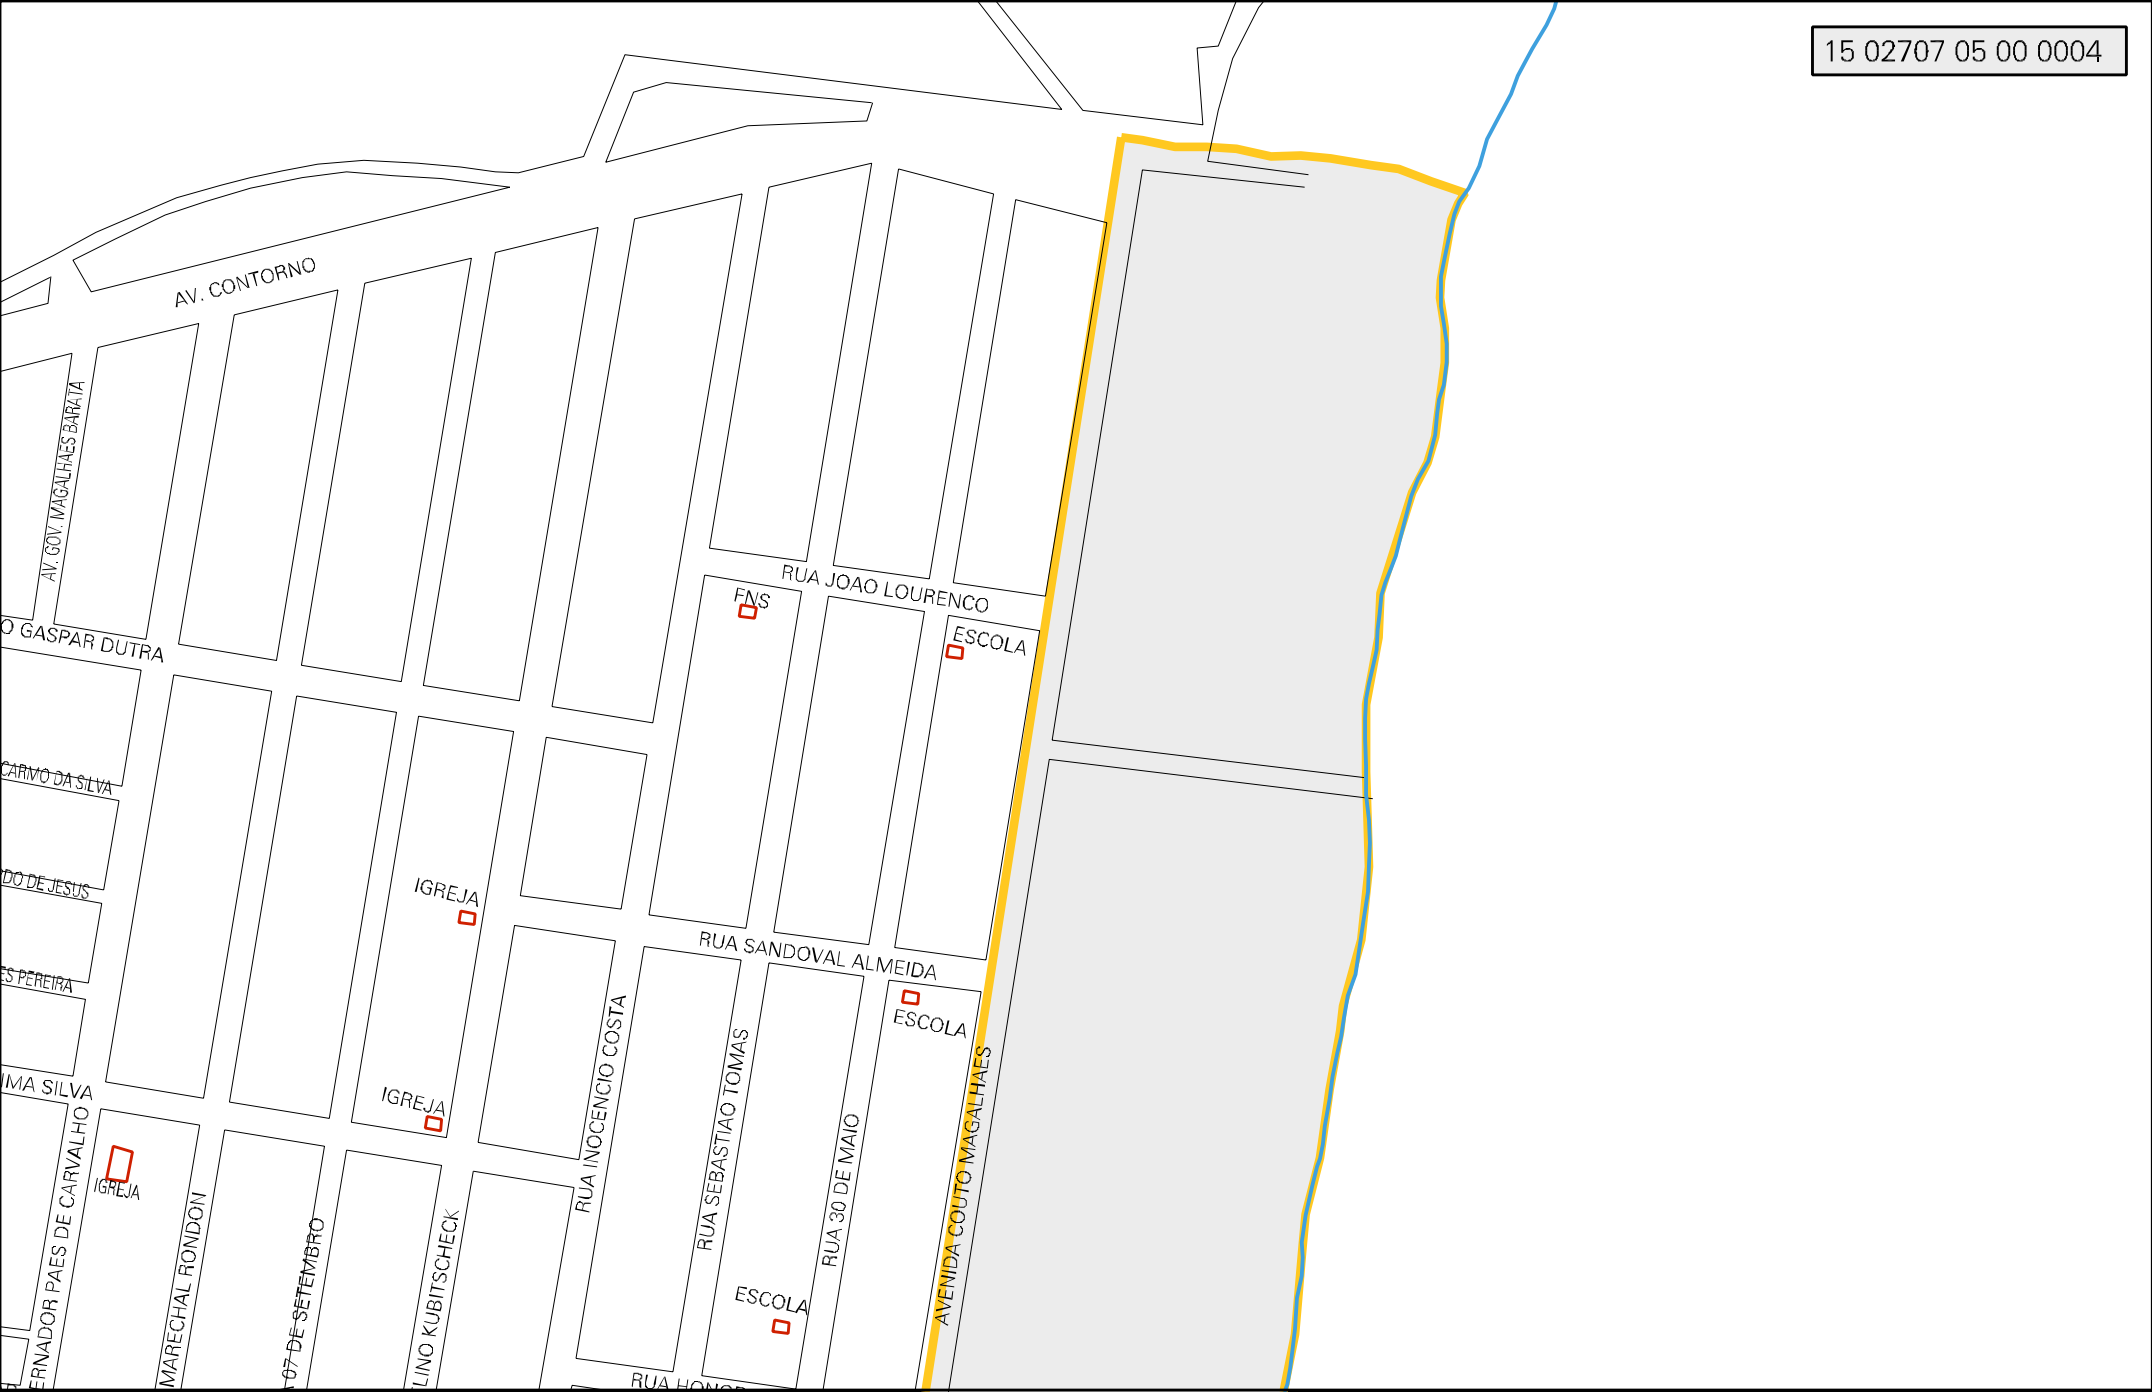 15 02707 05 00 0004
AV. CONTORNO
AV. GOV. MAGALHAES BARATA
RUA JOAO LOURENCO
FNS
ESCOLA
O GASPAR DUTRA
CARMO DA SILVA
DO DE JESUS
IGREJA
RUA SANDOVAL ALMEIDA
ES PEREIRA
ESCOLA
RUA INOCENCIO COSTA
RUA SEBASTIAO TOMAS
RUA 30 DE MAIO
AVENIDA COUTO MAGALHAES
IMA SILVA
IGREJA
IGREJA
ERNADOR PAES DE CARVALHO
MARECHAL RONDON
07 DE SETEMBRO
LINO KUBITSCHECK
ESCOLA
RUA HONOR